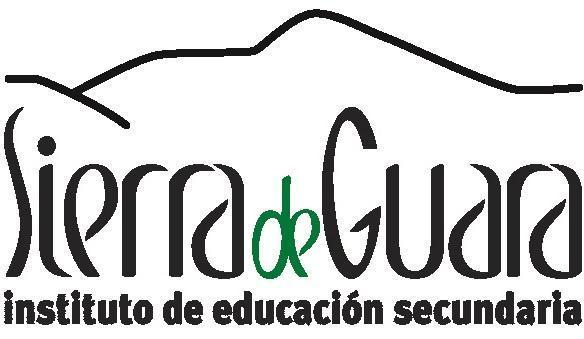 Sierra de Guara
instituto de educación secundaria